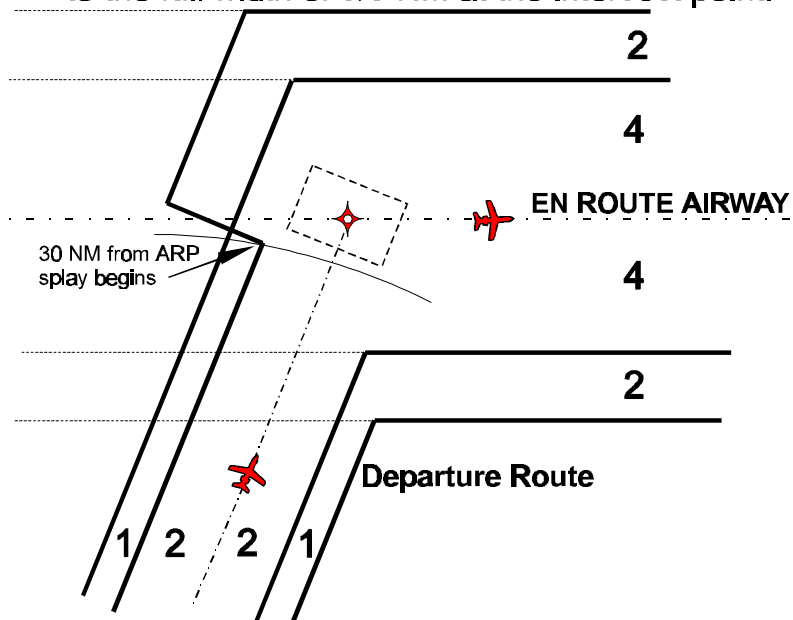 2
4
EN ROUTE AIRWAY
30 NM from ARP
splay begins
4
2
Departure Route
1 2 2 1